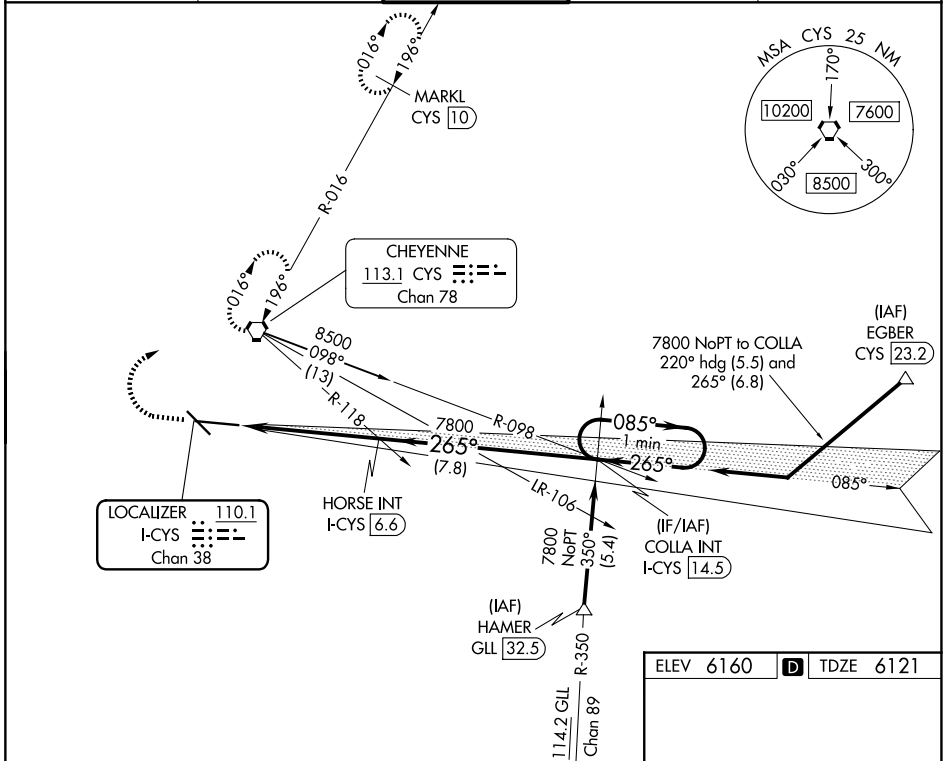 016°
196°
MARKL
CYS 10
R-016
016°
196°
CHEYENNE
113.1 CYS
Chan 78
MSA CYS 25 NM
170°
10200
7600
030°
8500
300°
8500
098°
(13)
R-118
R-098
7800
265°
(7.8)
LR-106
085°
1 min
265°
7800 NoPT to COLLA
220° hdg (5.5) and
265° (6.8)
(IAF)
EGBER
CYS 23.2
085°
LOCALIZER 110.1
I-CYS
Chan 38
HORSE INT
I-CYS 6.6
7800
NoPT
350°
(5.4)
(IF/IAF)
COLLA INT
I-CYS 14.5
(IAF)
HAMER
GLL 32.5
R-350
114.2 GLL
Chan 89
ELEV 6160 D TDZE 6121